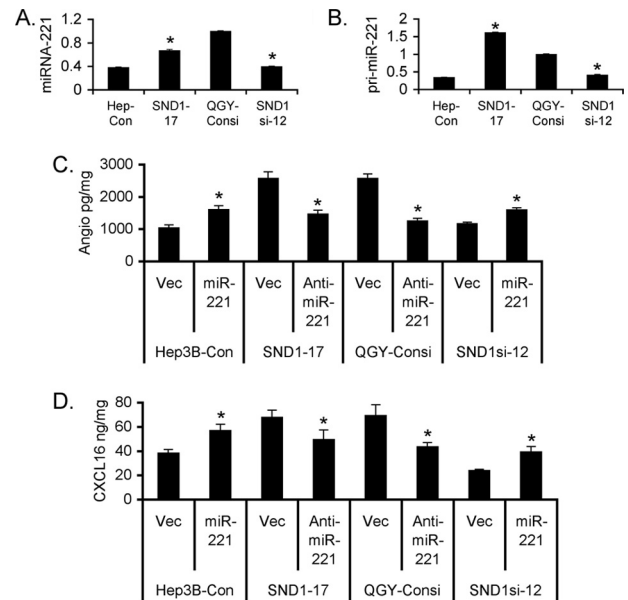 A.
miRNA-221
1.2
0.8
0.4
0
* *
Hep-Con SND1-17 QGY-Consi SND1 si-12
B.
pri-miR-221
2
1.5
1
0.5
0
* *
Hep-Con SND1-17 QGY-Consi SND1 si-12
C.
Angio pg/mg
3000
2000
1000
0
* * * *
Vec miR-221 Vec Anti-miR-221 Vec Anti-miR-221 Vec miR-221
Hep3B-Con SND1-17 QGY-Consi SND1si-12
D.
CXCL16 ng/mg
80
60
40
20
0
* * * *
Vec miR-221 Vec Anti-miR-221 Vec Anti-miR-221 Vec miR-221
Hep3B-Con SND1-17 QGY-Consi SND1si-12